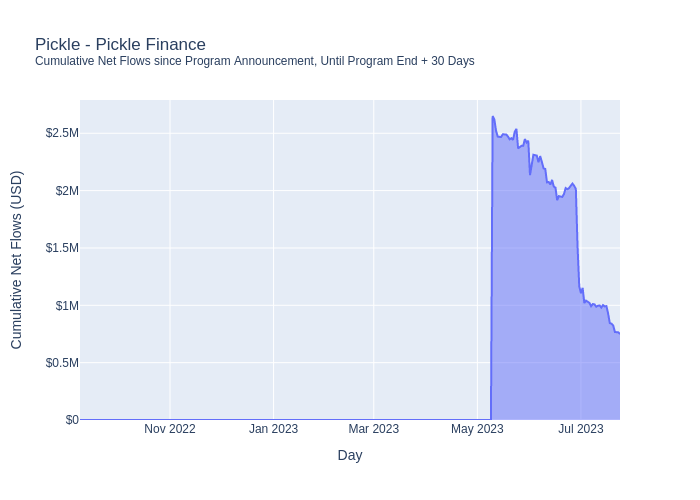 Pickle - Pickle Finance
Cumulative Net Flows since Program Announcement, Until Program End + 30 Days
Cumulative Net Flows (USD)
$2.5M
$2M
$1.5M
$1M
$0.5M
$0
Nov 2022
Jan 2023
Mar 2023
May 2023
Jul 2023
Day